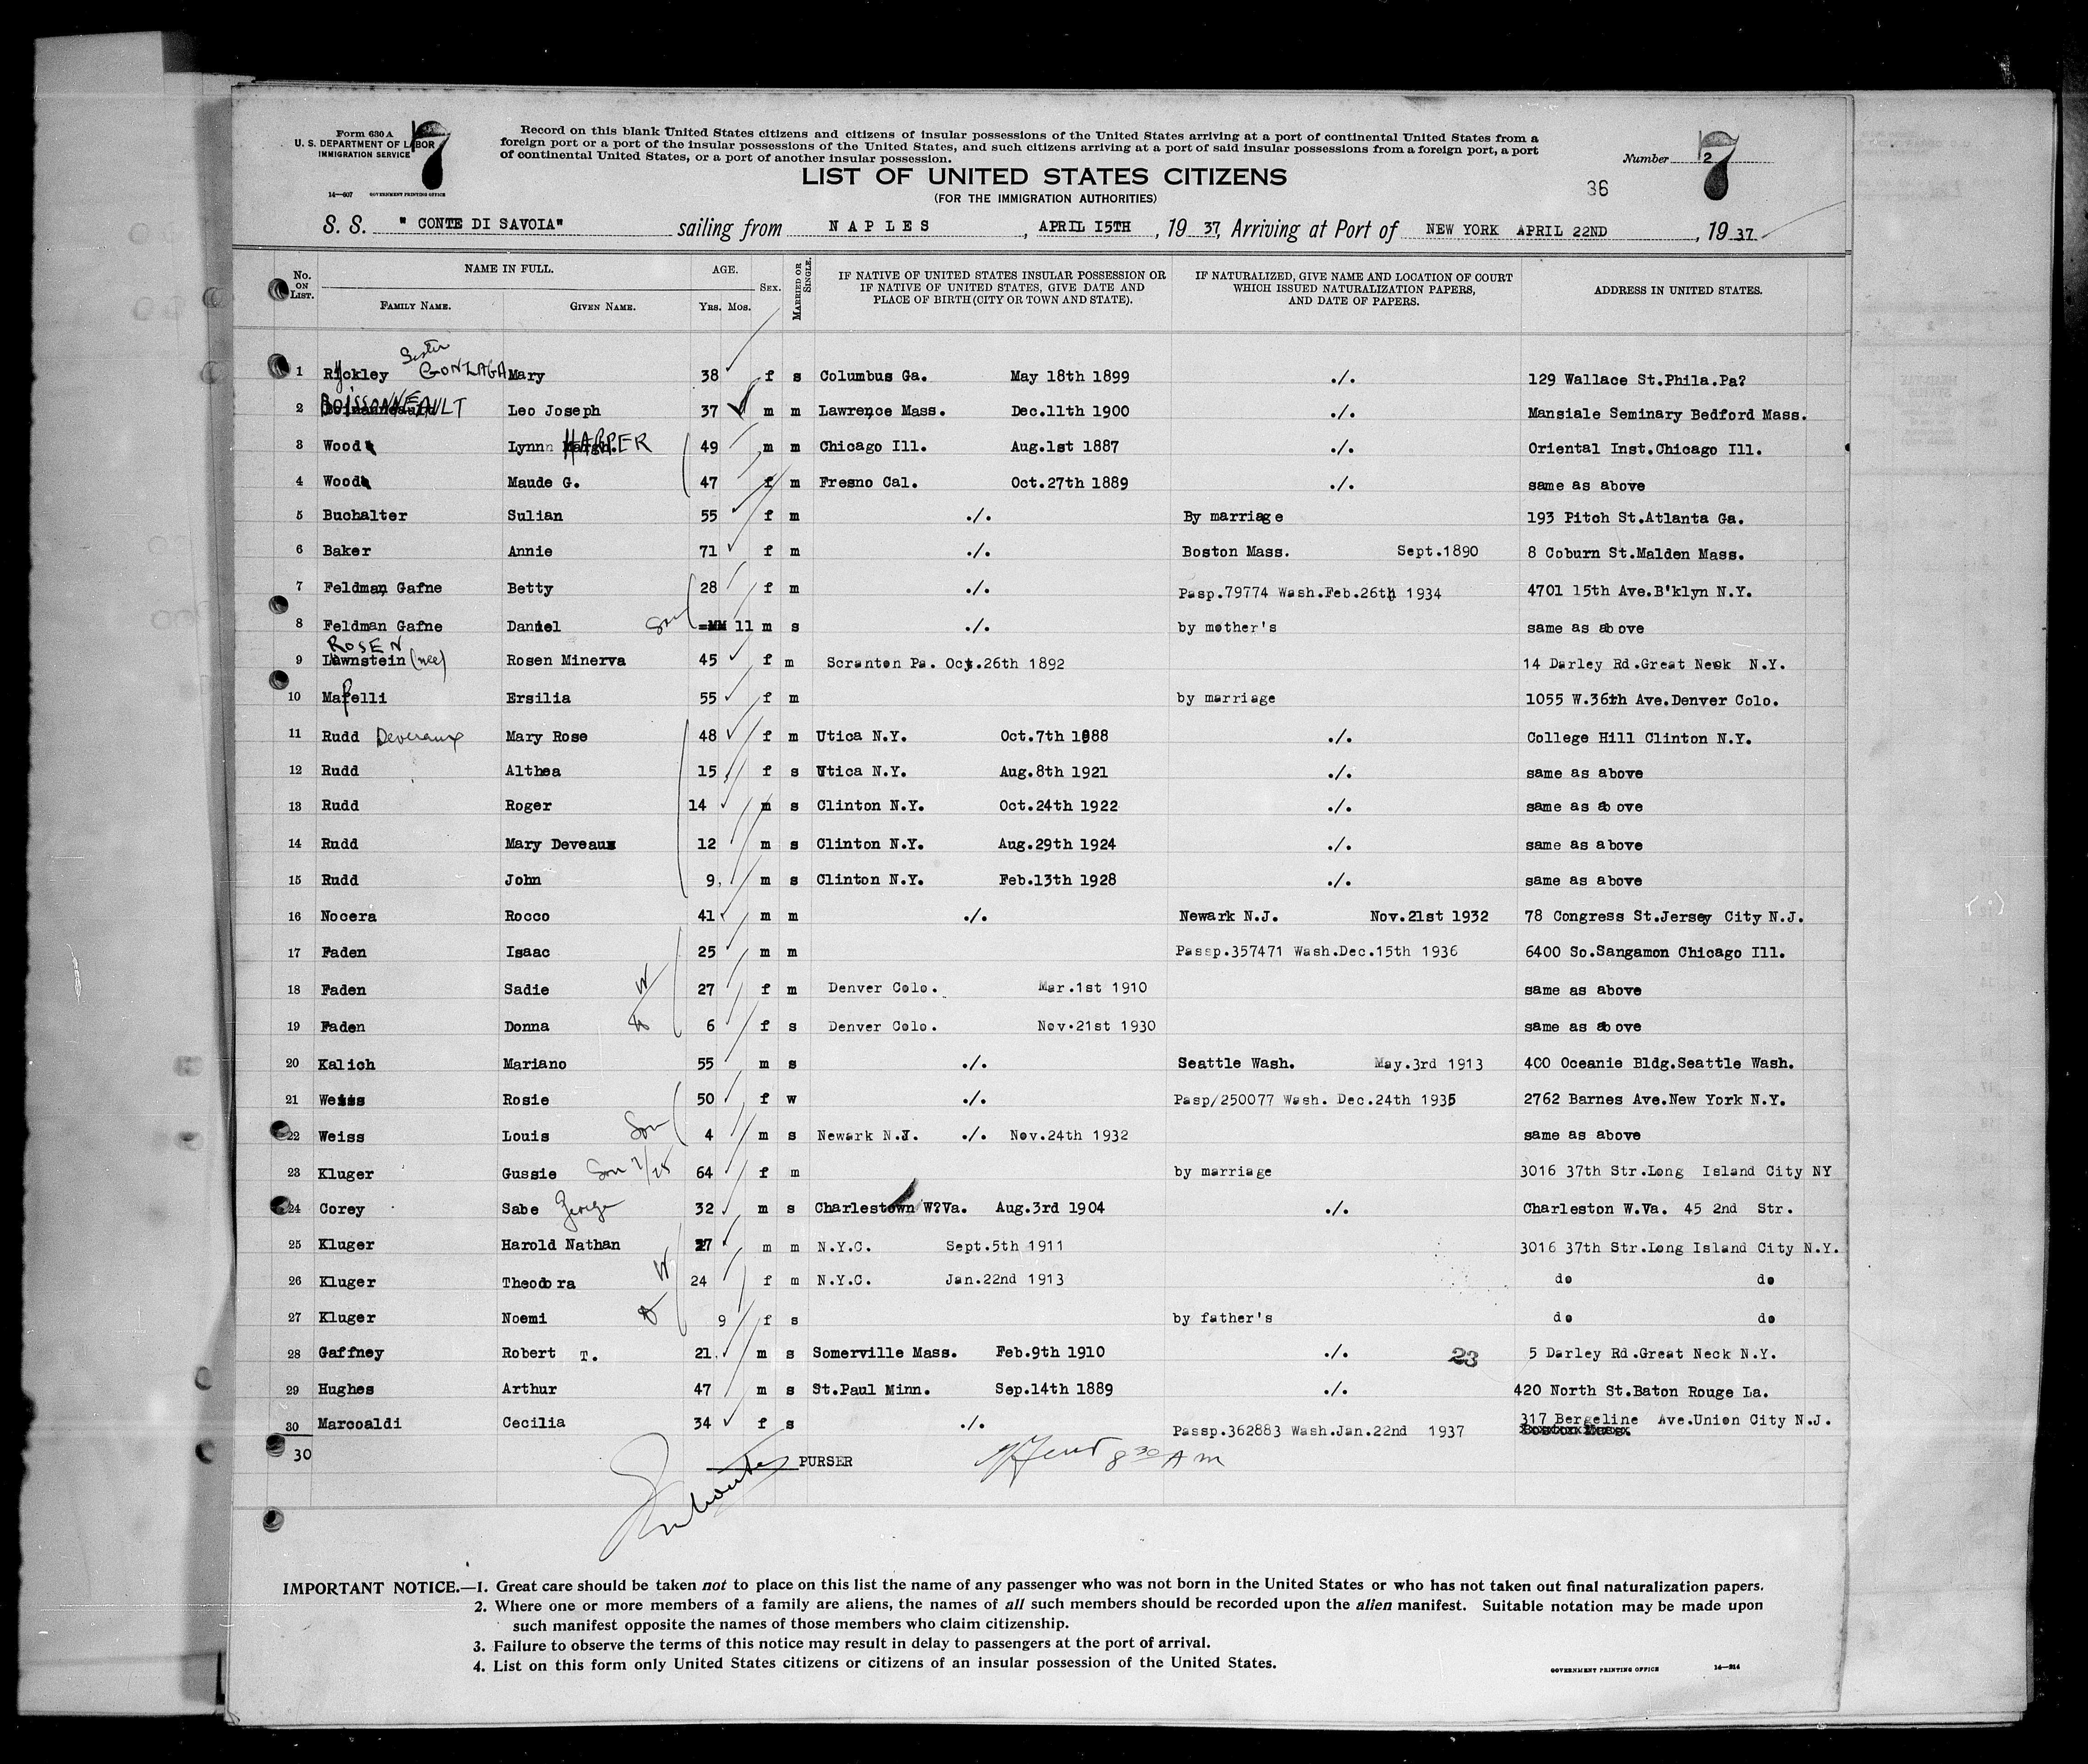 Form 630 A
U. S. DEPARTMENT OF LABOR
IMMIGRATION SERVICE
7
14—607 GOVERNMENT PRINTING OFFICE
Record on this blank United States citizens and citizens of insular possessions of the United States arriving at a port of continental United States from a
foreign port or a port of the insular possessions of the United States, and such citizens arriving at a port of said insular possessions from a foreign port, a port
of continental United States, or a port of another insular possession.
Number 2 7
LIST OF UNITED STATES CITIZENS
(FOR THE IMMIGRATION AUTHORITIES)
36
S. S. "CONTE DI SAVOIA" sailing from NAPLES, APRIL 15TH, 1937, Arriving at Port of NEW YORK APRIL 22ND, 1937
No. ON LIST. NAME IN FULL. AGE. SEX. MARRIED OR SINGLE. IF NATIVE OF UNITED STATES INSULAR POSSESSION OR IF NATIVE OF UNITED STATES, GIVE DATE AND PLACE OF BIRTH (CITY OR TOWN AND STATE). IF NATURALIZED, GIVE NAME AND LOCATION OF COURT WHICH ISSUED NATURALIZATION PAPERS, AND DATE OF PAPERS. ADDRESS IN UNITED STATES.
FAMILY NAME. GIVEN NAME. YRS. MOS.
Sister
1 Ryckley GONZAGA Mary 38 f s Columbus Ga. May 18th 1899 ./. 129 Wallace St.Phila.Pa?
2 BOISSONNEAULT Leo Joseph 37 m m Lawrence Mass. Dec.11th 1900 ./. Mansiale Seminary Bedford Mass.
3 Wood Lynnn HARPER 49 m m Chicago Ill. Aug.1st 1887 ./. Oriental Inst.Chicago Ill.
4 Wood Maude G. 47 f m Fresno Cal. Oct.27th 1889 ./. same as above
5 Buchalter Sulian 55 f m ./. By marriage 193 Pitch St.Atlanta Ga.
6 Baker Annie 71 f m ./. Boston Mass. Sept.1890 8 Coburn St.Malden Mass.
7 Feldman Gafne Betty 28 f m ./. Pasp.79774 Wash.Feb.26th 1934 4701 15th Ave.B'klyn N.Y.
8 Feldman Gafne Daniel Son 11 m s ./. by mother's same as above
ROSEN
9 Lewnstein (nee) Rosen Minerva 45 f m Scranton Pa. Oct.26th 1892 14 Darley Rd.Great Neck N.Y.
10 Mapelli Ersilia 55 f m by marriage 1055 W.36th Ave.Denver Colo.
11 Rudd Deveraux Mary Rose 48 f m Utica N.Y. Oct.7th 1888 ./. College Hill Clinton N.Y.
12 Rudd Althea 15 f s Utica N.Y. Aug.8th 1921 ./. same as above
13 Rudd Roger 14 m s Clinton N.Y. Oct.24th 1922 ./. same as above
14 Rudd Mary Deveaux 12 m s Clinton N.Y. Aug.29th 1924 ./. same as above
15 Rudd John 9. m s Clinton N.Y. Feb.13th 1928 ./. same as above
16 Nocera Rocco 41 m m ./. Newark N.J. Nov.21st 1932 78 Congress St.Jersey City N.J.
17 Faden Isaac 25 m m Passp.357471 Wash.Dec.15th 1936 6400 So.Sangamon Chicago Ill.
18 Faden Sadie W 27 f m Denver Colo. Mar.1st 1910 same as above
19 Faden Donna D 6 f s Denver Colo. Nov.21st 1930 same as above
20 Kalich Mariano 55 m s ./. Seattle Wash. May.3rd 1913 400 Oceanie Bldg.Seattle Wash.
21 Weiss Rosie 50 f w ./. Pasp/250077 Wash. Dec.24th 1935 2762 Barnes Ave.New York N.Y.
22 Weiss Louis Son 4 m s Newark N.J. ./. Nov.24th 1932 same as above
23 Kluger Gussie Son 7/25 64 f m by marriage 3016 37th Str.Long Island City NY
24 Corey Sabe George 32 m s Charlestown W?Va. Aug.3rd 1904 ./. Charleston W.Va. 45 2nd Str.
25 Kluger Harold Nathan 27 m m N.Y.C. Sept.5th 1911 3016 37th Str.Long Island City N.Y.
26 Kluger Theodora W 24 f m N.Y.C. Jan.22nd 1913 do do
27 Kluger Noemi D 9 f s by father's do do
28 Gaffney Robert T. 21. m s Somerville Mass. Feb.9th 1910 ./. 23 5 Darley Rd.Great Neck N.Y.
29 Hughes Arthur 47 m s St.Paul Minn. Sep.14th 1889 ./. 420 North St.Baton Rouge La.
30 Marcoaldi Cecilia 34 f s ./. Passp.362883 Wash.Jan.22nd 1937 317 Bergeline Ave.Union City N.J.
30
PURSER 8 30 A m
IMPORTANT NOTICE.—1. Great care should be taken not to place on this list the name of any passenger who was not born in the United States or who has not taken out final naturalization papers.
2. Where one or more members of a family are aliens, the names of all such members should be recorded upon the alien manifest. Suitable notation may be made upon
such manifest opposite the names of those members who claim citizenship.
3. Failure to observe the terms of this notice may result in delay to passengers at the port of arrival.
4. List on this form only United States citizens or citizens of an insular possession of the United States.
GOVERNMENT PRINTING OFFICE 14—214